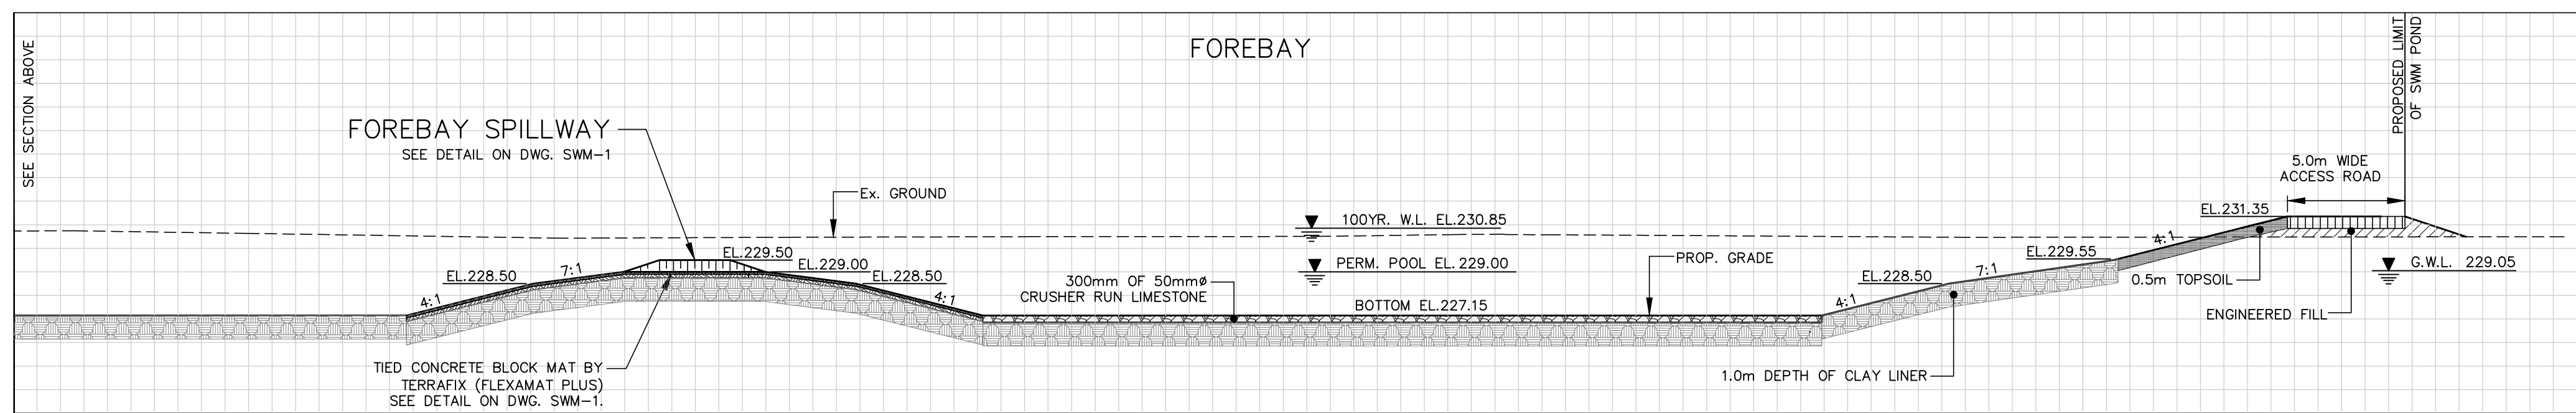 SEE SECTION ABOVE
FOREBAY
PROPOSED LIMIT
OF SWM POND
FOREBAY SPILLWAY
SEE DETAIL ON DWG. SWM-1
5.0m WIDE
ACCESS ROAD
Ex. GROUND
EL.231.35
100YR. W.L. EL.230.85
4:1
EL.229.50
EL.229.55
EL.229.00
PERM. POOL EL.229.00
PROP. GRADE
G.W.L. 229.05
EL.228.50
7:1
EL.228.50
EL.228.50
7:1
0.5m TOPSOIL
300mm OF 50mmø
CRUSHER RUN LIMESTONE
4:1
4:1
4:1
BOTTOM EL.227.15
ENGINEERED FILL
TIED CONCRETE BLOCK MAT BY
TERRAFIX (FLEXAMAT PLUS)
SEE DETAIL ON DWG. SWM-1.
1.0m DEPTH OF CLAY LINER